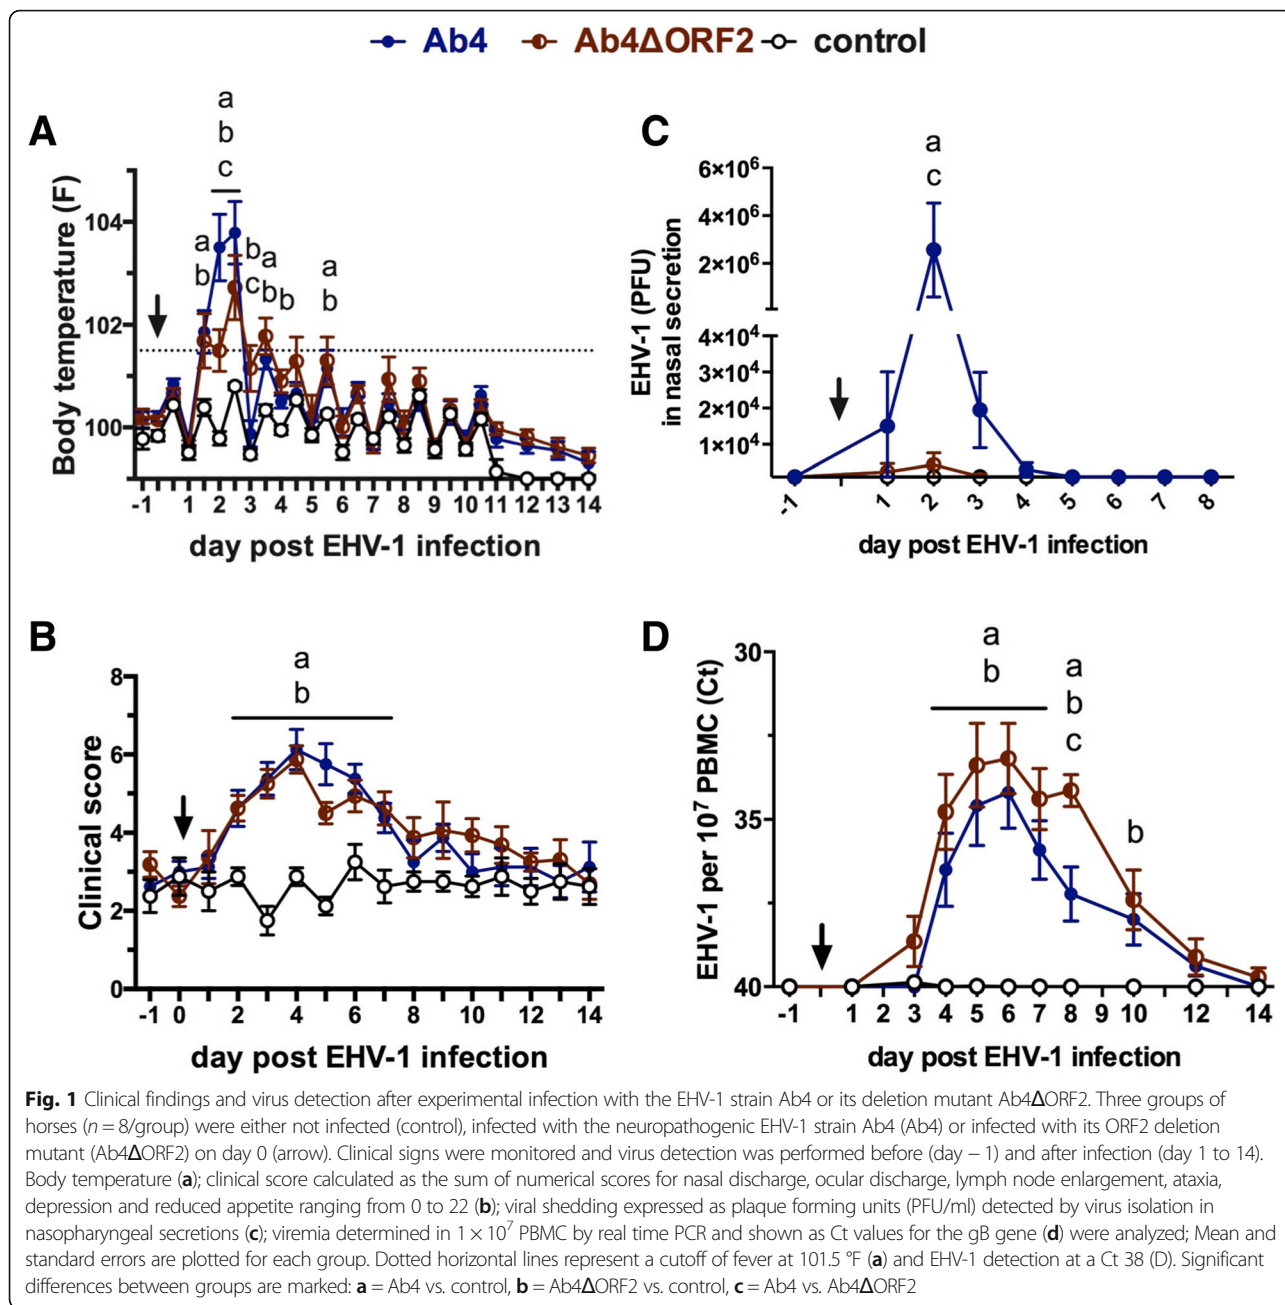 Ab4 Ab4ΔORF2 control
A
a
b
c
a
b
b
c
a
b
b
a
b
Body temperature (F)
104
102
100
-1 1 2 3 4 5 6 7 8 9 10 11 12 13 14
day post EHV-1 infection
C
a
c
EHV-1 (PFU)
in nasal secretion
6×10⁶
4×10⁶
2×10⁶
4×10⁴
3×10⁴
2×10⁴
1×10⁴
-1 1 2 3 4 5 6 7 8
day post EHV-1 infection
B
a
b
Clinical score
8
6
4
2
0
-1 0 2 4 6 8 10 12 14
day post EHV-1 infection
D
a
b
a
b
c
b
EHV-1 per 10⁷ PBMC (Ct)
30
35
40
-1 1 2 3 4 5 6 7 8 9 10 12 14
day post EHV-1 infection
Fig. 1 Clinical findings and virus detection after experimental infection with the EHV-1 strain Ab4 or its deletion mutant Ab4ΔORF2. Three groups of
horses (n = 8/group) were either not infected (control), infected with the neuropathogenic EHV-1 strain Ab4 (Ab4) or infected with its ORF2 deletion
mutant (Ab4ΔORF2) on day 0 (arrow). Clinical signs were monitored and virus detection was performed before (day − 1) and after infection (day 1 to 14).
Body temperature (a); clinical score calculated as the sum of numerical scores for nasal discharge, ocular discharge, lymph node enlargement, ataxia,
depression and reduced appetite ranging from 0 to 22 (b); viral shedding expressed as plaque forming units (PFU/ml) detected by virus isolation in
nasopharyngeal secretions (c); viremia determined in 1 × 10⁷ PBMC by real time PCR and shown as Ct values for the gB gene (d) were analyzed; Mean and
standard errors are plotted for each group. Dotted horizontal lines represent a cutoff of fever at 101.5 °F (a) and EHV-1 detection at a Ct 38 (D). Significant
differences between groups are marked: a = Ab4 vs. control, b = Ab4ΔORF2 vs. control, c = Ab4 vs. Ab4ΔORF2